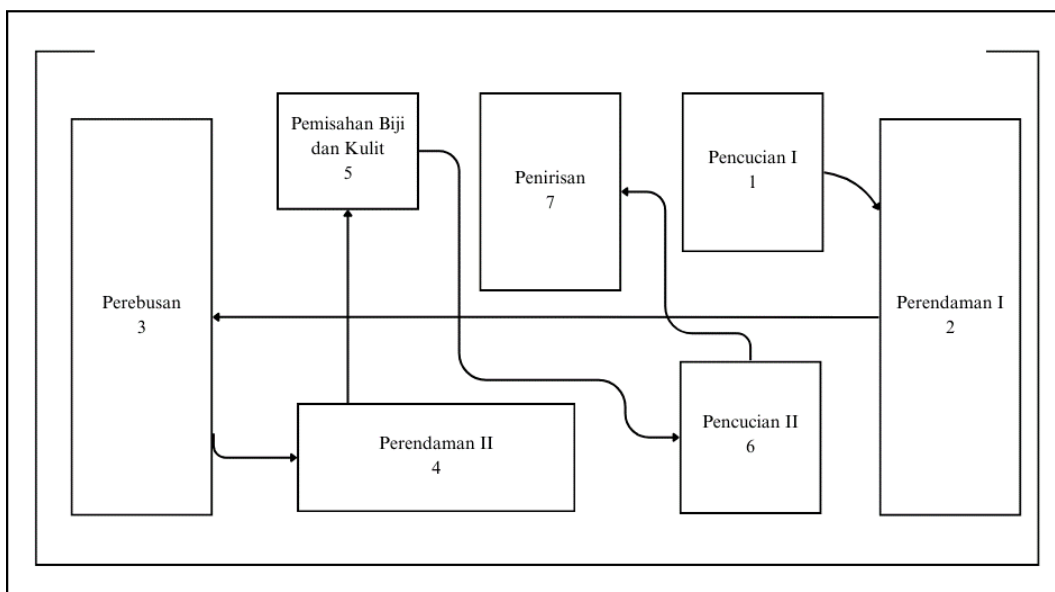 Pemisahan Biji
dan Kulit
5
Penirisan
7
Pencucian I
1
Perebusan
3
Perendaman I
2
Perendaman II
4
Pencucian II
6